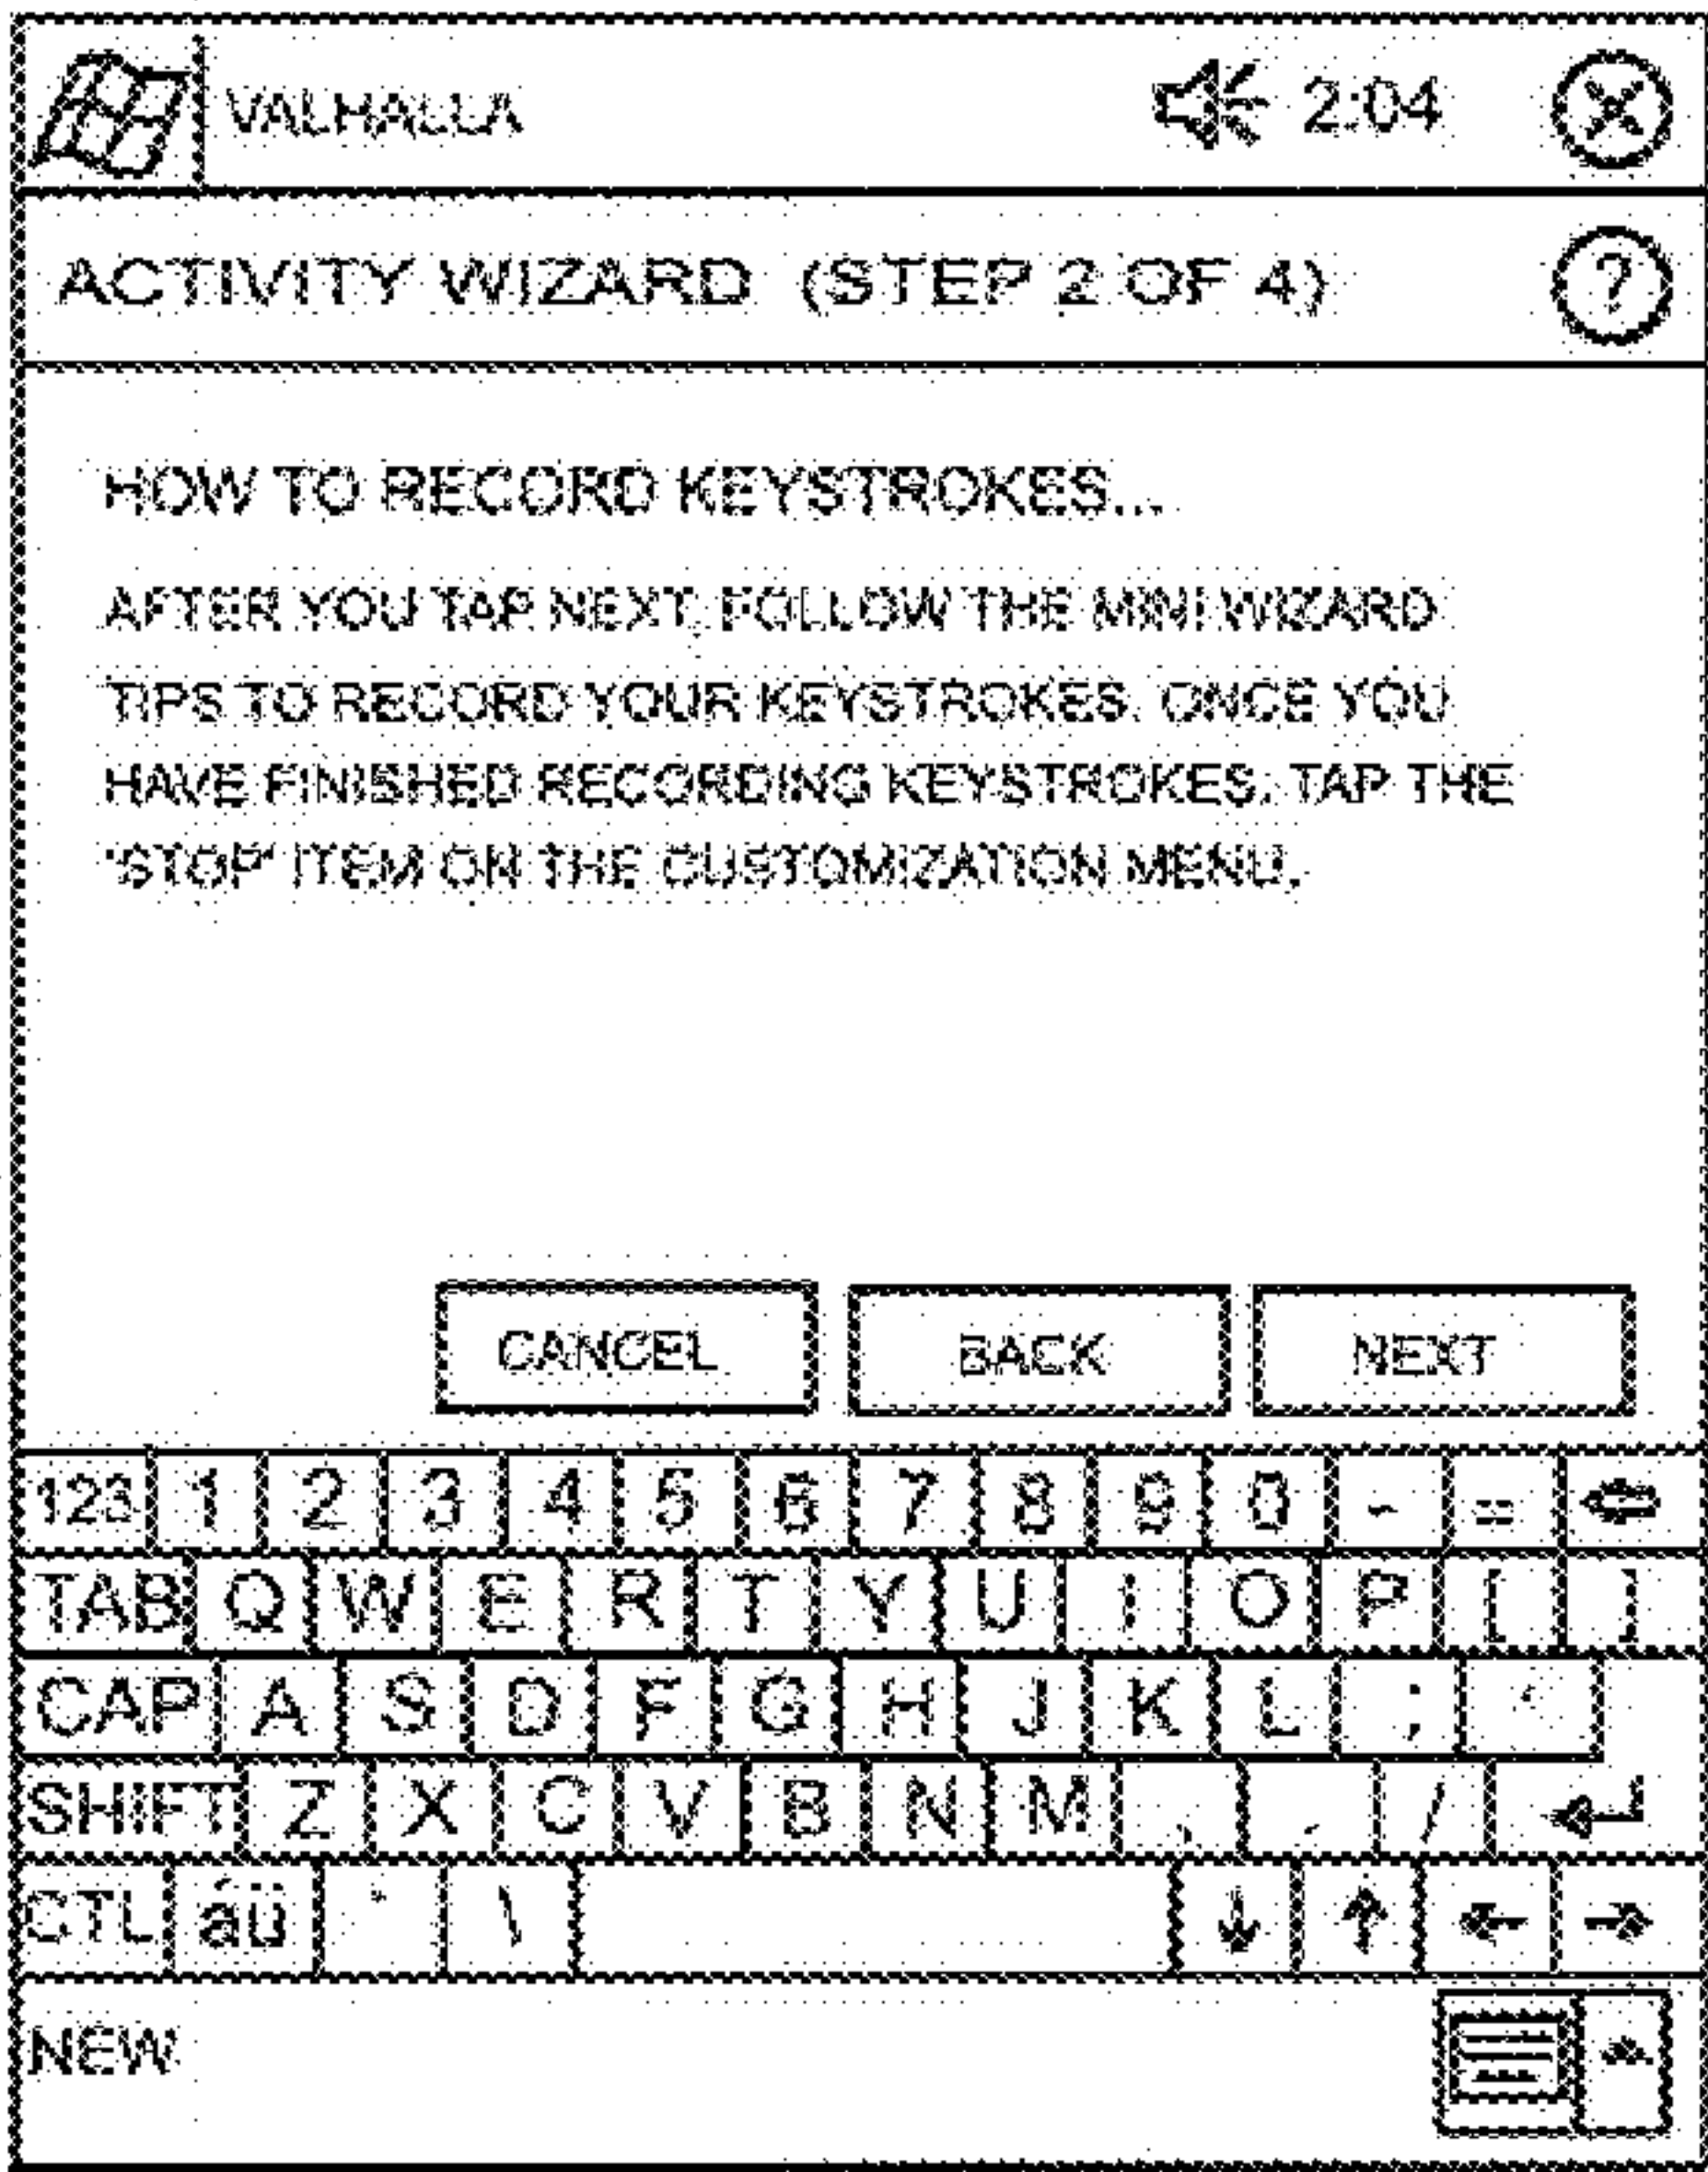 VALHALLA 2:04
ACTIVITY WIZARD (STEP 2 OF 4) ?
HOW TO RECORD KEYSTROKES...
AFTER YOU TAP NEXT, FOLLOW THE MINI WIZARD
TIPS TO RECORD YOUR KEYSTROKES. ONCE YOU
HAVE FINISHED RECORDING KEYSTROKES, TAP THE
'STOP' ITEM ON THE CUSTOMIZATION MENU.
CANCEL BACK NEXT
123 1 2 3 4 5 6 7 8 9 0 - =
TAB Q W E R T Y U I O P [ ]
CAP A S D F G H J K L ; '
SHIFT Z X C V B N M , . /
CTL áü ` \
NEW